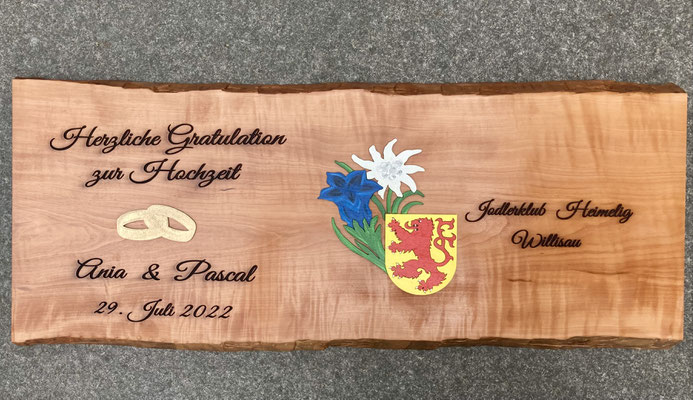 Herzliche Gratulation
zur Hochzeit
Ania & Pascal
29. Juli 2022
Jodlerklub Heimelig
Willisau